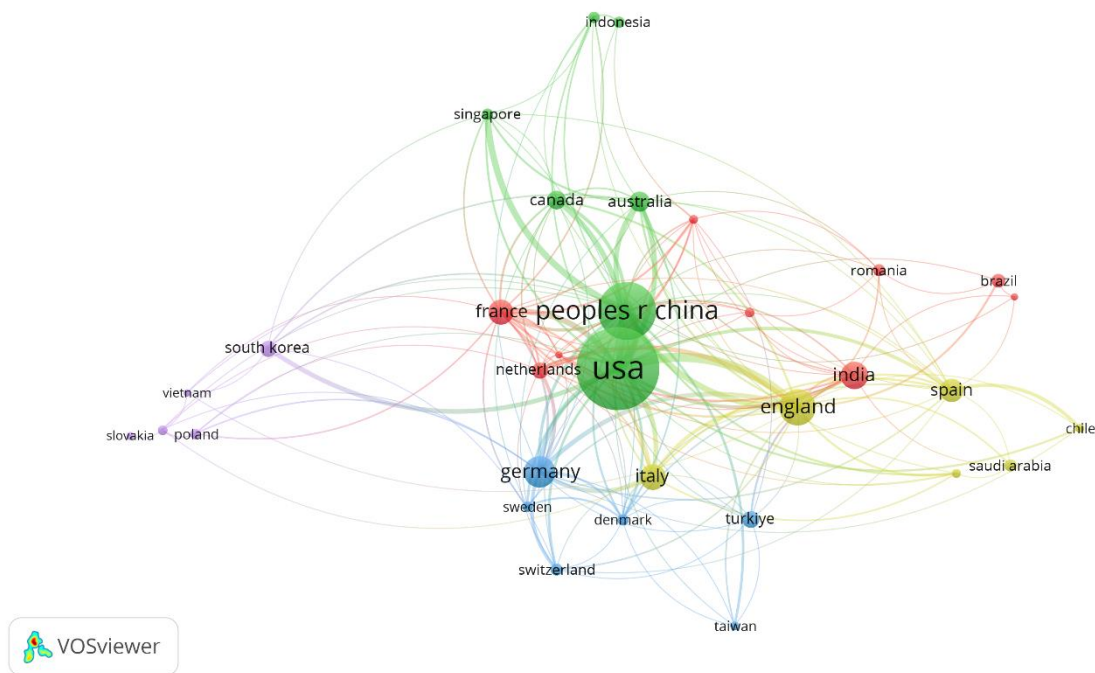 indonesia
singapore
canada
australia
romania
brazil
france
peoples r china
south korea
netherlands
usa
india
vietnam
spain
england
chile
slovakia
poland
germany
italy
saudi arabia
sweden
denmark
turkiye
switzerland
taiwan
VOSviewer